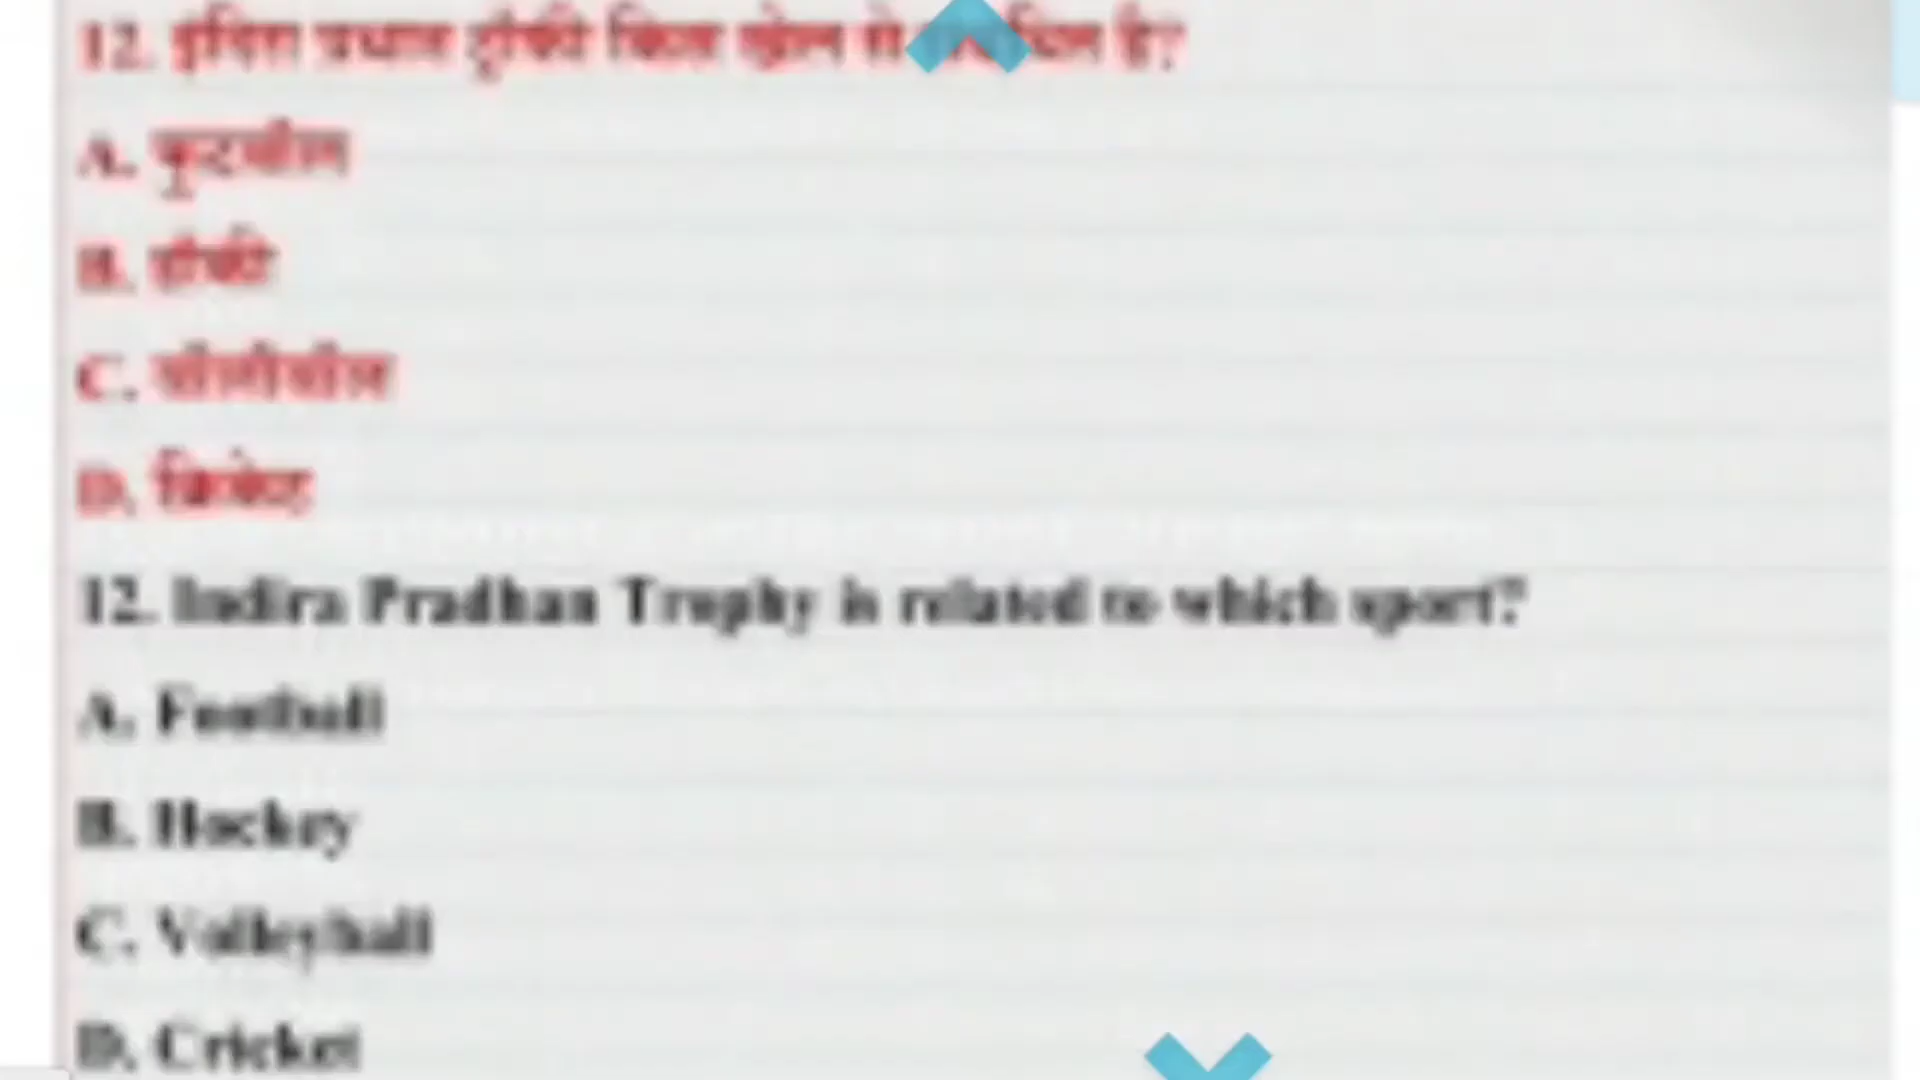 12. इंदिरा प्रधान ट्रॉफी किस खेल से संबंधित है?
A. फुटबॉल
B. हॉकी
C. वॉलीबॉल
D. क्रिकेट
12. Indira Pradhan Trophy is related to which sport?
A. Football
B. Hockey
C. Volleyball
D. Cricket